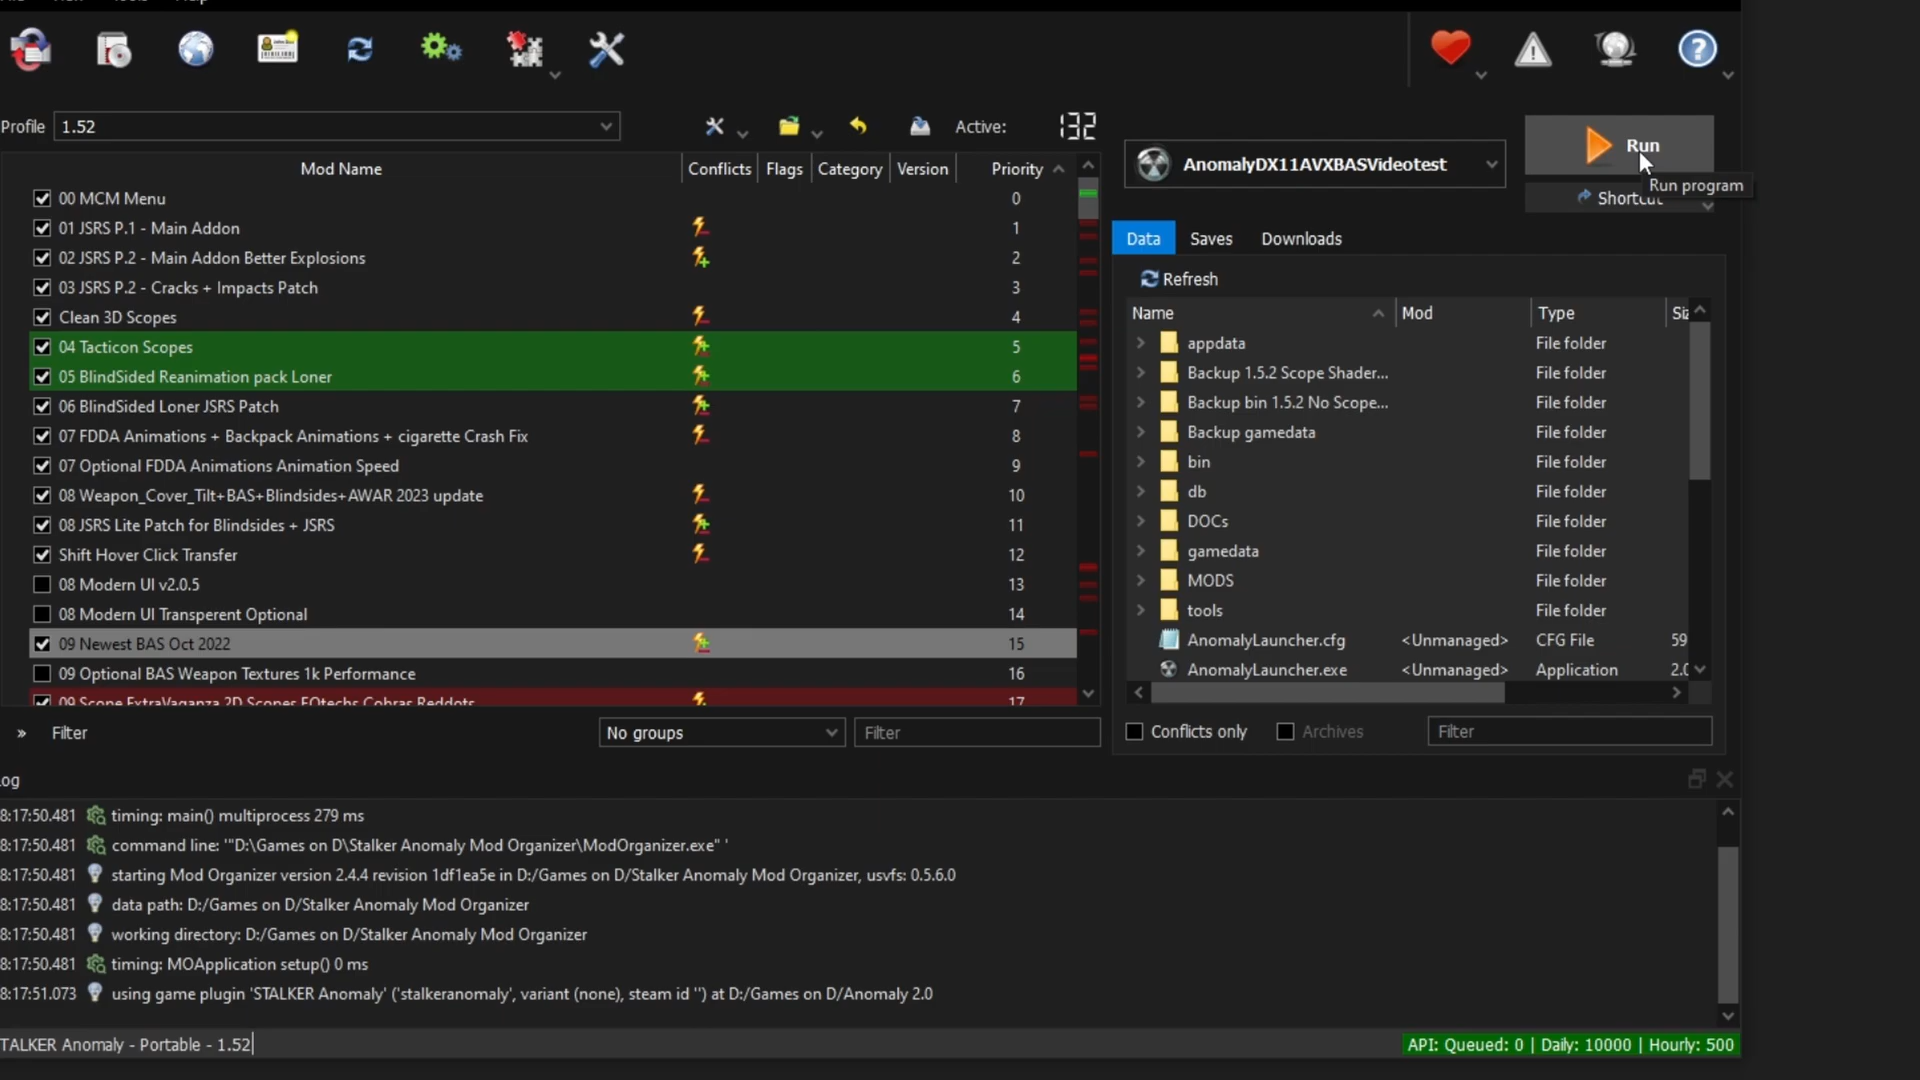 Profile 1.52 Active: 132
Mod Name Conflicts Flags Category Version Priority
00 MCM Menu 0
01 JSRS P.1 - Main Addon 1
02 JSRS P.2 - Main Addon Better Explosions 2
03 JSRS P.2 - Cracks + Impacts Patch 3
Clean 3D Scopes 4
04 Tacticon Scopes 5
05 BlindSided Reanimation pack Loner 6
06 BlindSided Loner JSRS Patch 7
07 FDDA Animations + Backpack Animations + cigarette Crash Fix 8
07 Optional FDDA Animations Animation Speed 9
08 Weapon_Cover_Tilt+BAS+Blindsides+AWAR 2023 update 10
08 JSRS Lite Patch for Blindsides + JSRS 11
Shift Hover Click Transfer 12
08 Modern UI v2.0.5 13
08 Modern UI Transperent Optional 14
09 Newest BAS Oct 2022 15
09 Optional BAS Weapon Textures 1k Performance 16
09 Scope ExtraVaganza 2D Scopes EOtechs Cobras Reddots 17
» Filter No groups Filter
AnomalyDX11AVXBASVideotest
Run
Run program
Shortcut
Data Saves Downloads
Refresh
Name Mod Type Siz
appdata File folder
Backup 1.5.2 Scope Shader... File folder
Backup bin 1.5.2 No Scope... File folder
Backup gamedata File folder
bin File folder
db File folder
DOCs File folder
gamedata File folder
MODS File folder
tools File folder
AnomalyLauncher.cfg <Unmanaged> CFG File 59
AnomalyLauncher.exe <Unmanaged> Application 2.0
Conflicts only Archives Filter
og
8:17:50.481 timing: main() multiprocess 279 ms
8:17:50.481 command line: '"D:\Games on D\Stalker Anomaly Mod Organizer\ModOrganizer.exe" '
8:17:50.481 starting Mod Organizer version 2.4.4 revision 1df1ea5e in D:/Games on D/Stalker Anomaly Mod Organizer, usvfs: 0.5.6.0
8:17:50.481 data path: D:/Games on D/Stalker Anomaly Mod Organizer
8:17:50.481 working directory: D:/Games on D/Stalker Anomaly Mod Organizer
8:17:50.481 timing: MOApplication setup() 0 ms
8:17:51.073 using game plugin 'STALKER Anomaly' ('stalkeranomaly', variant (none), steam id '') at D:/Games on D/Anomaly 2.0
TALKER Anomaly - Portable - 1.52
API: Queued: 0 | Daily: 10000 | Hourly: 500